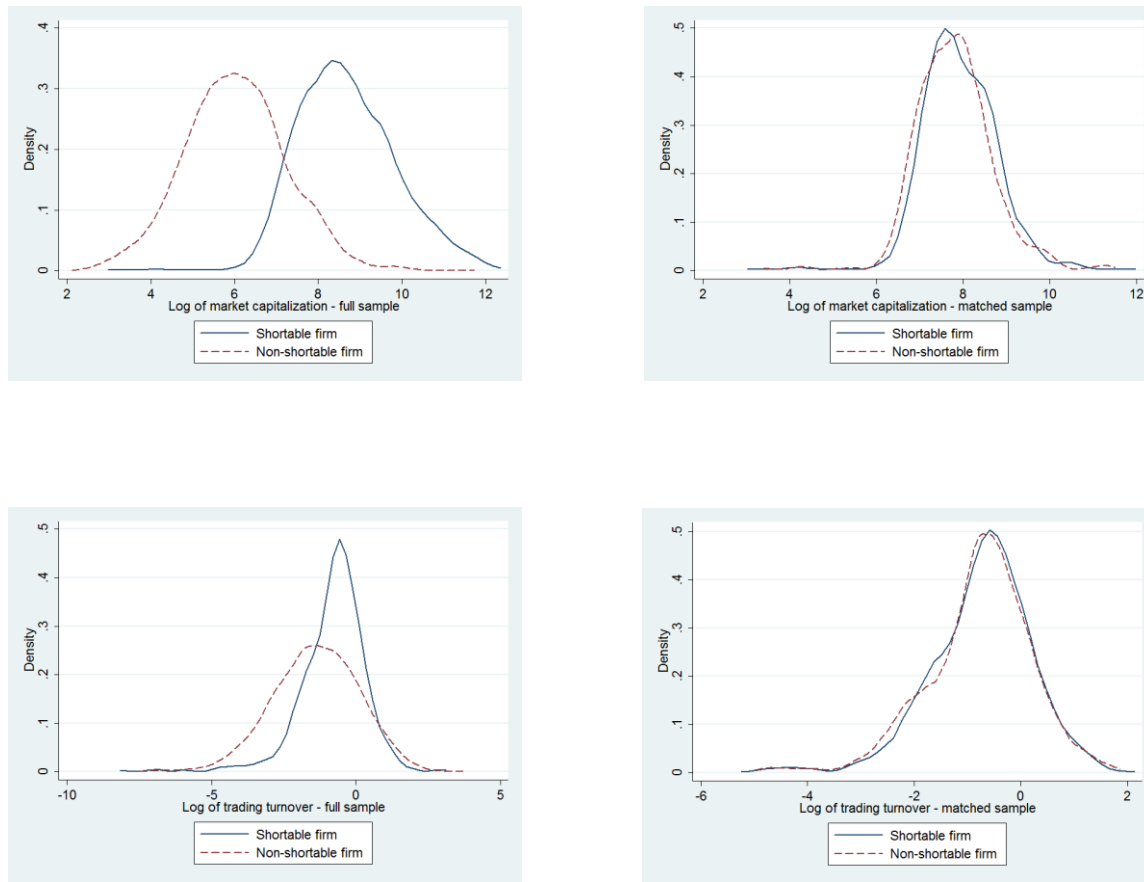 .4
.3
.2
.1
0
Density
2 4 6 8 10 12
Log of market capitalization - full sample
Shortable firm
Non-shortable firm
.5
.4
.3
.2
.1
0
Density
2 4 6 8 10 12
Log of market capitalization - matched sample
Shortable firm
Non-shortable firm
.5
.4
.3
.2
.1
0
Density
-10 -5 0 5
Log of trading turnover - full sample
Shortable firm
Non-shortable firm
.5
.4
.3
.2
.1
0
Density
-6 -4 -2 0 2
Log of trading turnover - matched sample
Shortable firm
Non-shortable firm